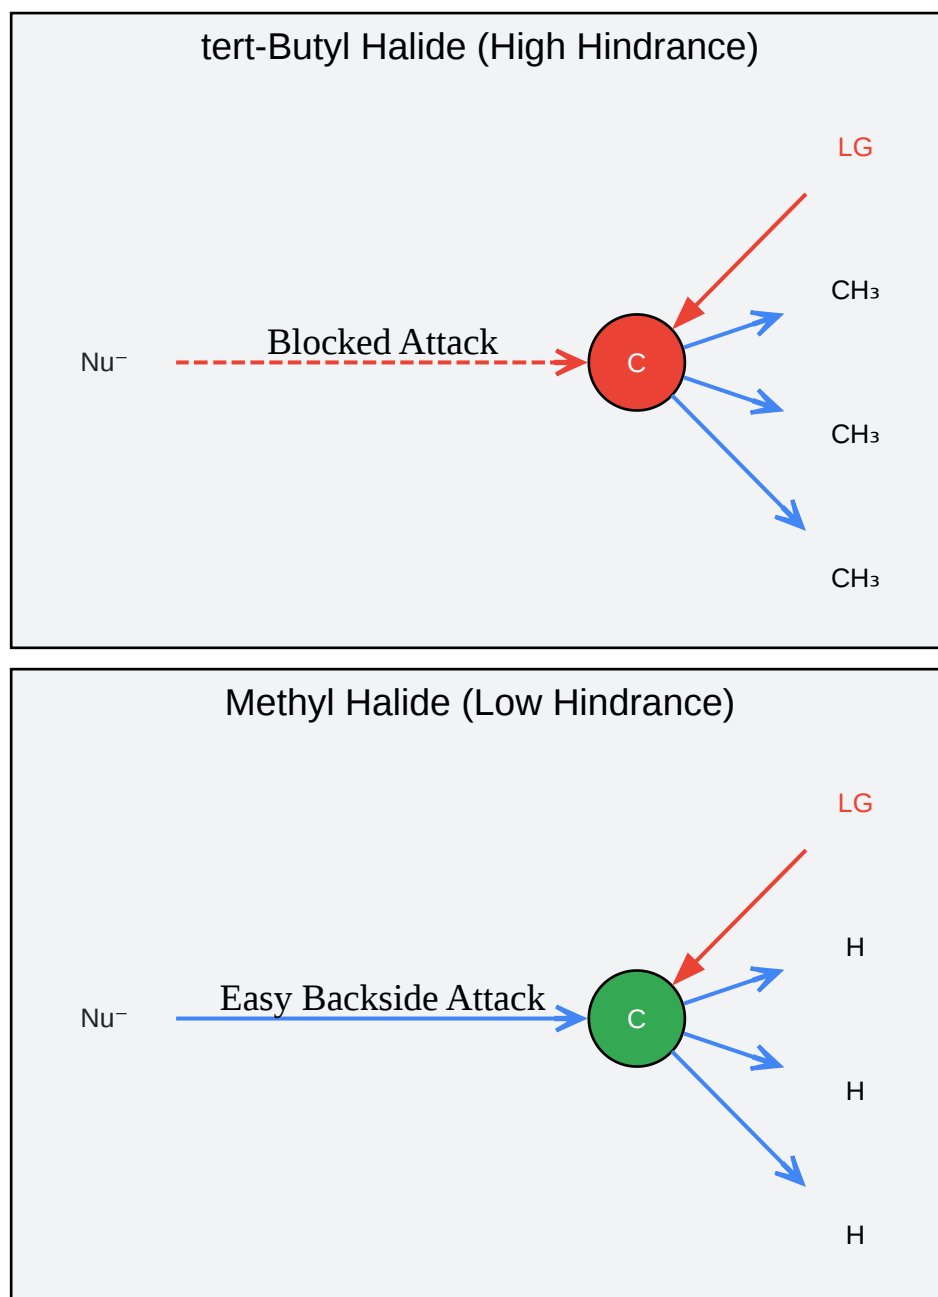 tert-Butyl Halide (High Hindrance)
LG
CH₃
Blocked Attack
Nu⁻
C
CH₃
CH₃
Methyl Halide (Low Hindrance)
LG
H
Easy Backside Attack
Nu⁻
C
H
H